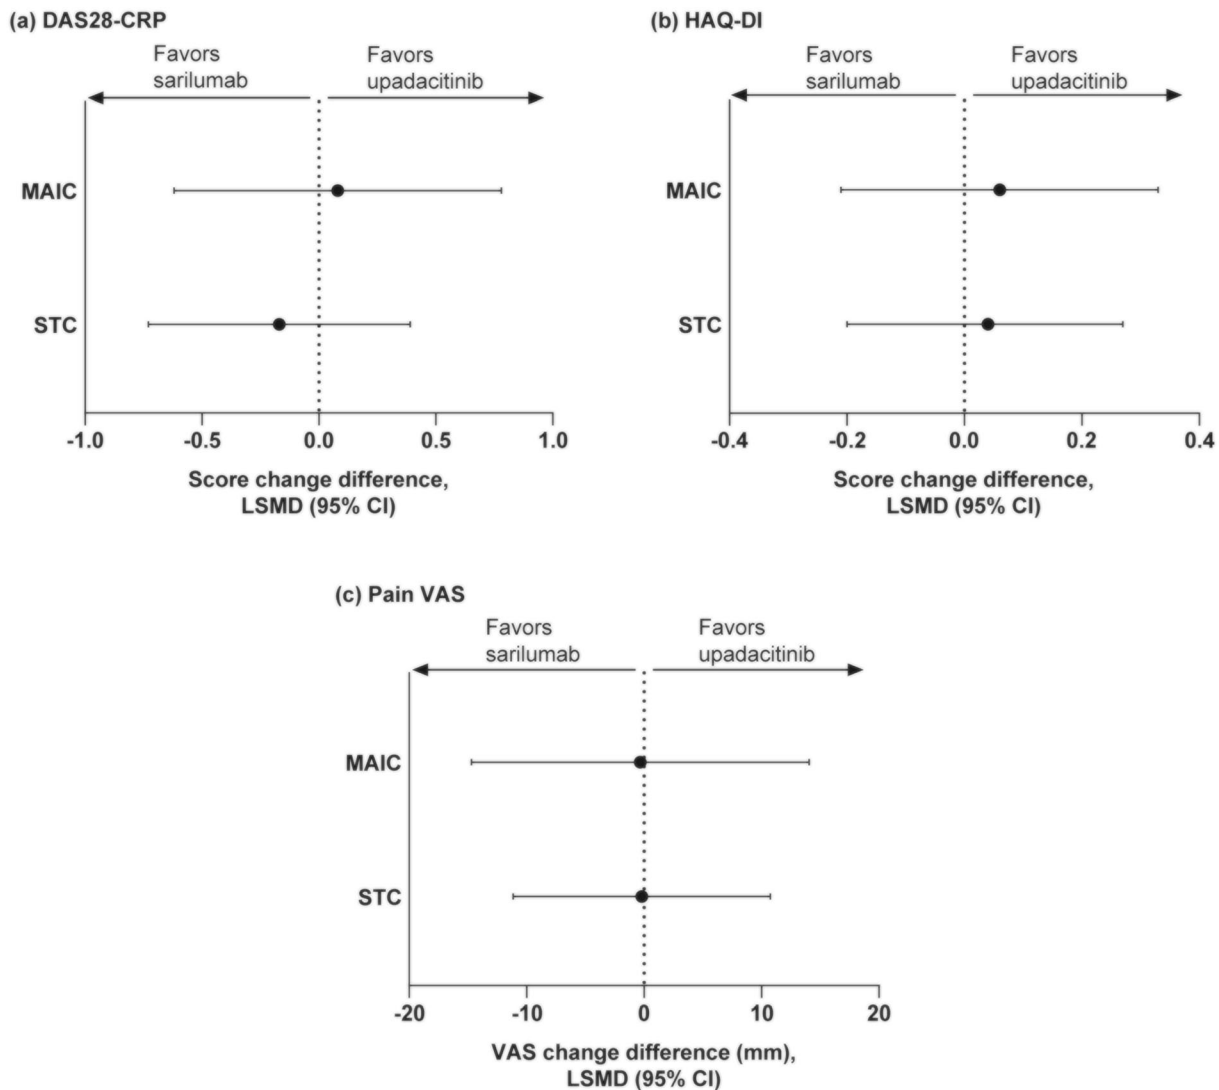 (a) DAS28-CRP
Favors
sarilumab
Favors
upadacitinib
MAIC
STC
-1.0 -0.5 0.0 0.5 1.0
Score change difference,
LSMD (95% CI)
(b) HAQ-DI
Favors
sarilumab
Favors
upadacitinib
MAIC
STC
-0.4 -0.2 0.0 0.2 0.4
Score change difference,
LSMD (95% CI)
(c) Pain VAS
Favors
sarilumab
Favors
upadacitinib
MAIC
STC
-20 -10 0 10 20
VAS change difference (mm),
LSMD (95% CI)